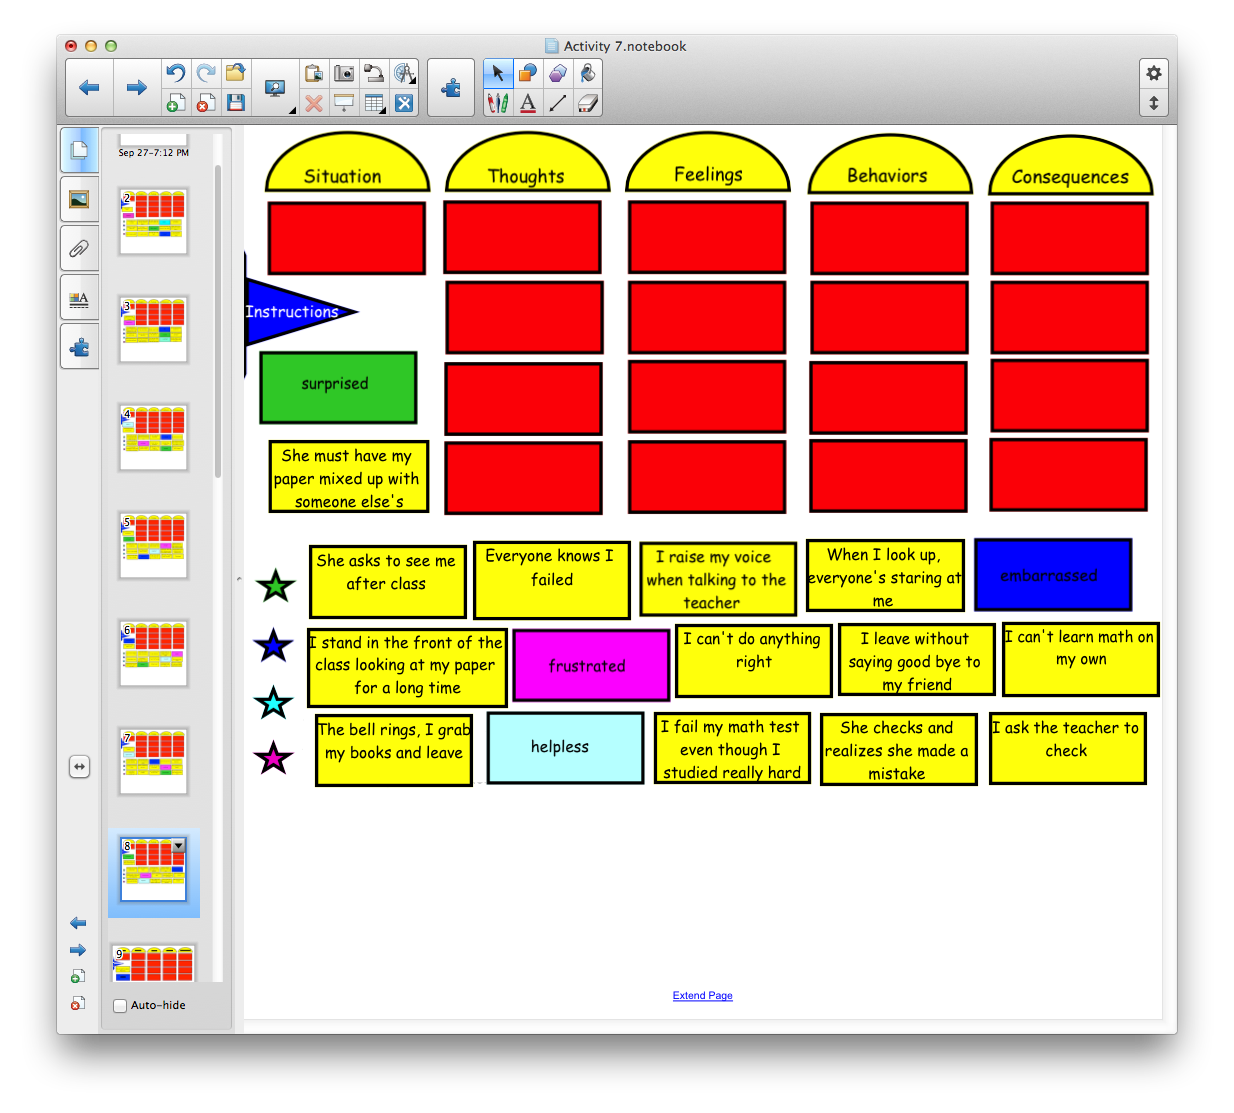 Activity 7.notebook
Sep 27-7:12 PM
2
3
4
5
6
7
8
9
Auto-hide
Situation
Thoughts
Feelings
Behaviors
Consequences
Instructions
surprised
She must have my
paper mixed up with
someone else's
She asks to see me
after class
Everyone knows I
failed
I raise my voice
when talking to the
teacher
When I look up,
everyone's staring at
me
embarrassed
I stand in the front of the
class looking at my paper
for a long time
frustrated
I can't do anything
right
I leave without
saying good bye to
my friend
I can't learn math on
my own
The bell rings, I grab
my books and leave
helpless
I fail my math test
even though I
studied really hard
She checks and
realizes she made a
mistake
I ask the teacher to
check
Extend Page